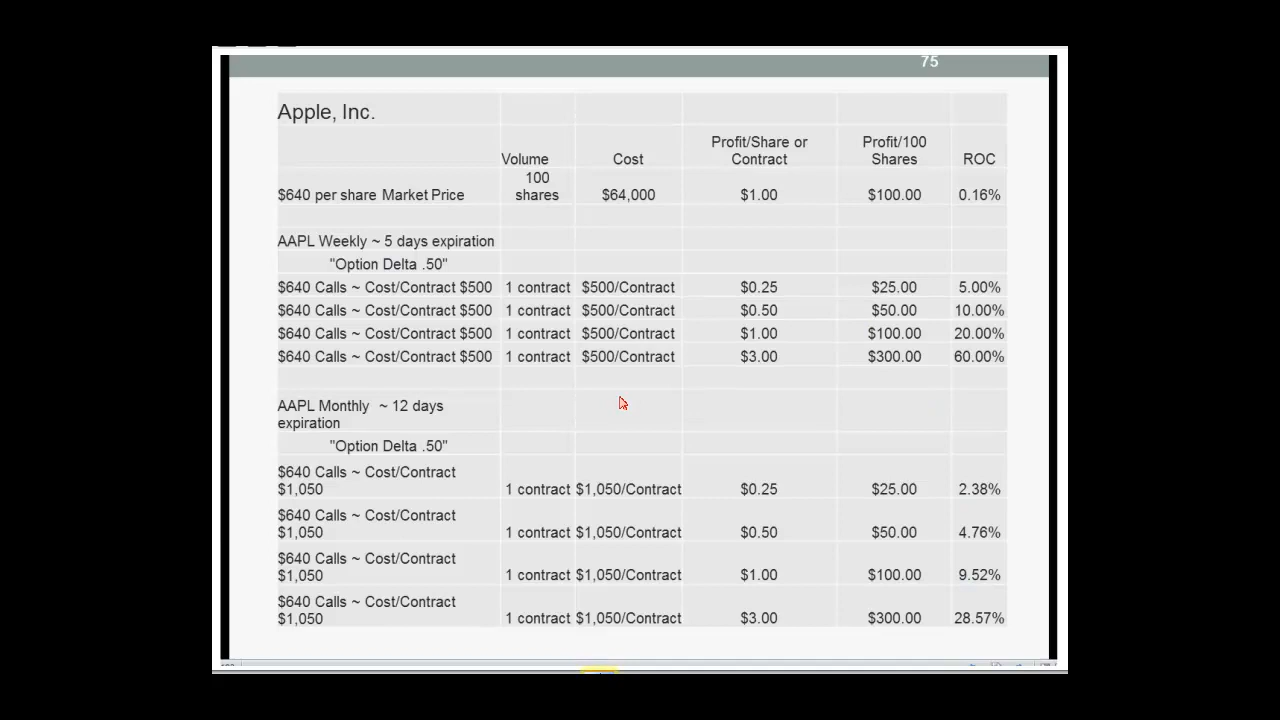 75
Apple, Inc.
Volume Cost Profit/Share or Contract Profit/100 Shares ROC
$640 per share Market Price 100 shares $64,000 $1.00 $100.00 0.16%
AAPL Weekly ~ 5 days expiration
"Option Delta .50"
$640 Calls ~ Cost/Contract $500 1 contract $500/Contract $0.25 $25.00 5.00%
$640 Calls ~ Cost/Contract $500 1 contract $500/Contract $0.50 $50.00 10.00%
$640 Calls ~ Cost/Contract $500 1 contract $500/Contract $1.00 $100.00 20.00%
$640 Calls ~ Cost/Contract $500 1 contract $500/Contract $3.00 $300.00 60.00%
AAPL Monthly ~ 12 days
expiration
"Option Delta .50"
$640 Calls ~ Cost/Contract
$1,050 1 contract $1,050/Contract $0.25 $25.00 2.38%
$640 Calls ~ Cost/Contract
$1,050 1 contract $1,050/Contract $0.50 $50.00 4.76%
$640 Calls ~ Cost/Contract
$1,050 1 contract $1,050/Contract $1.00 $100.00 9.52%
$640 Calls ~ Cost/Contract
$1,050 1 contract $1,050/Contract $3.00 $300.00 28.57%